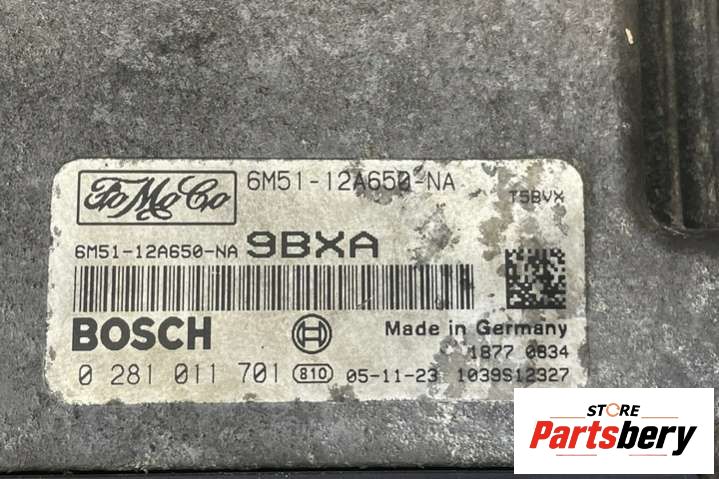 FoMoCo
6M51-12A650-NA
T5BVX
6M51-12A650-NA 9BXA
BOSCH
Made in Germany
1877 0834
0 281 011 701 810 05-11-23 1039S12327
STORE
Partsbery